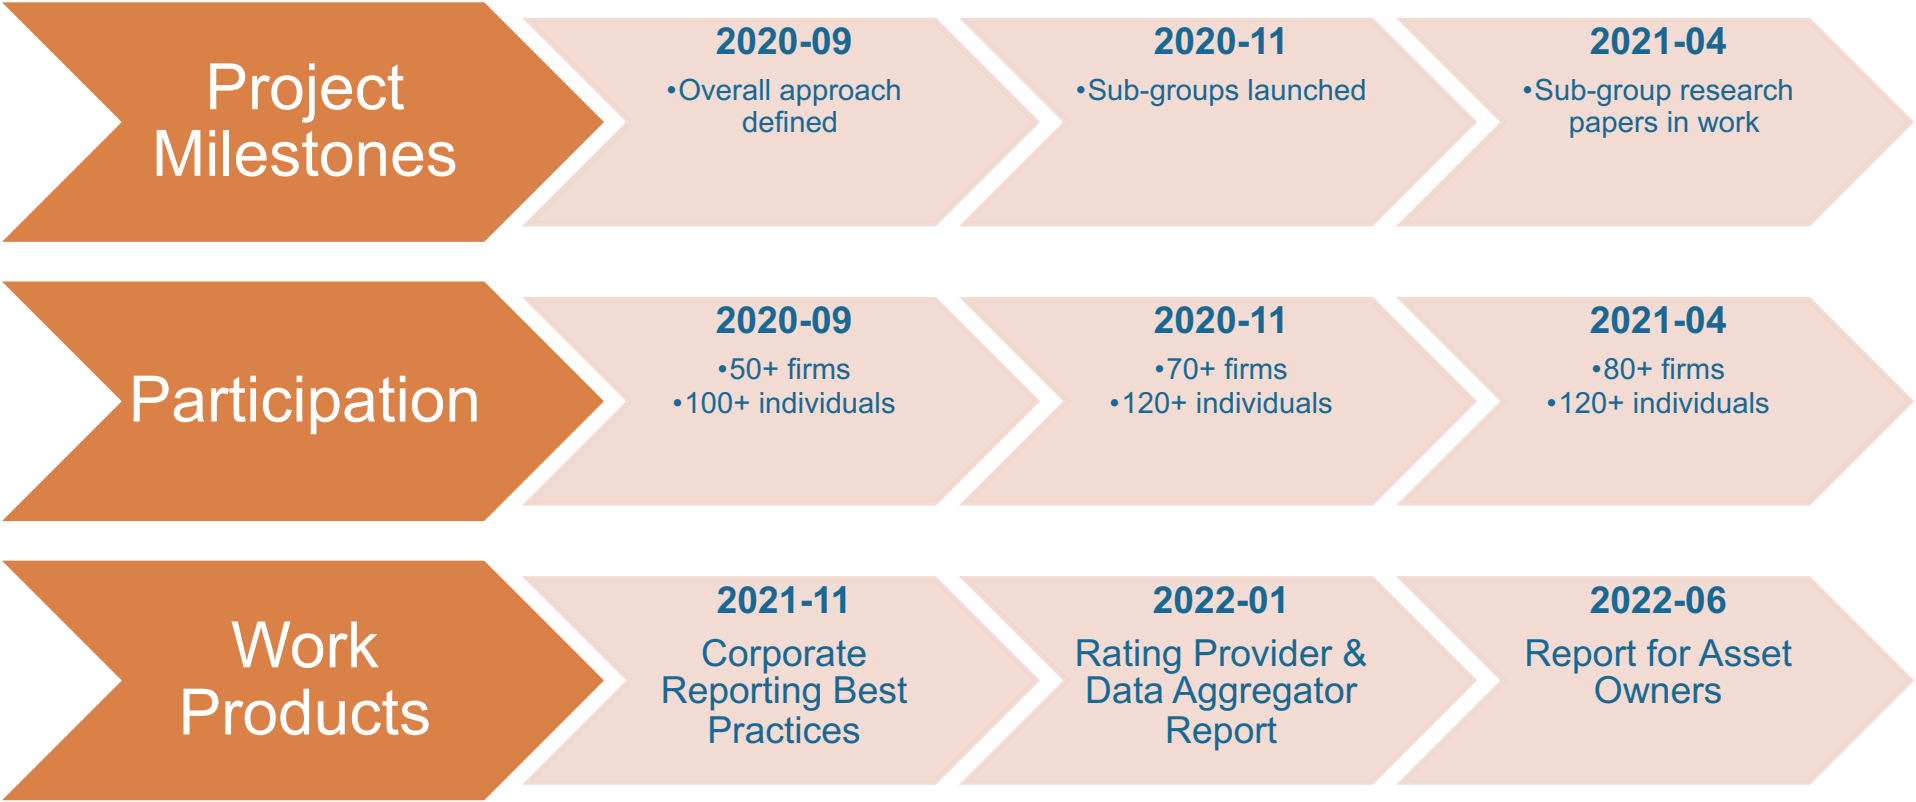 Project
Milestones
2020-09
•Overall approach
defined
2020-11
•Sub-groups launched
2021-04
•Sub-group research
papers in work
Participation
2020-09
•50+ firms
•100+ individuals
2020-11
•70+ firms
•120+ individuals
2021-04
•80+ firms
•120+ individuals
Work
Products
2021-11
Corporate
Reporting Best
Practices
2022-01
Rating Provider &
Data Aggregator
Report
2022-06
Report for Asset
Owners